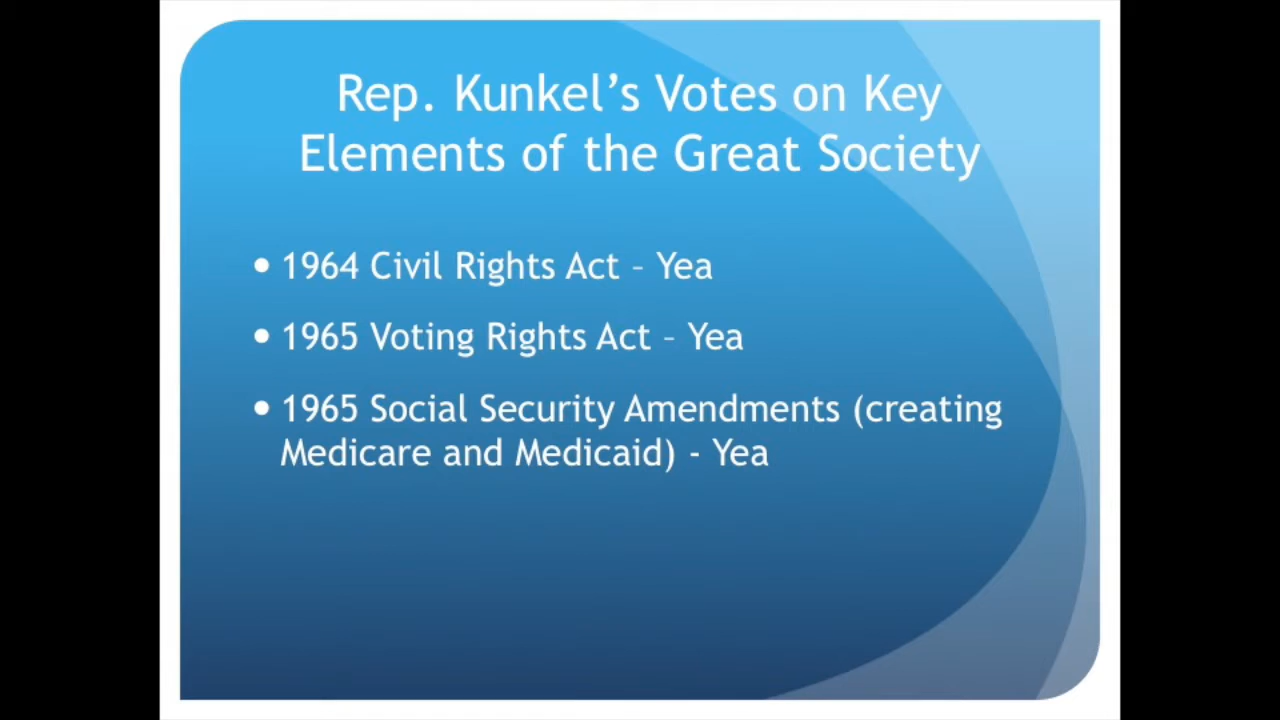 Rep. Kunkel’s Votes on Key
Elements of the Great Society
• 1964 Civil Rights Act – Yea
• 1965 Voting Rights Act – Yea
• 1965 Social Security Amendments (creating
Medicare and Medicaid) - Yea